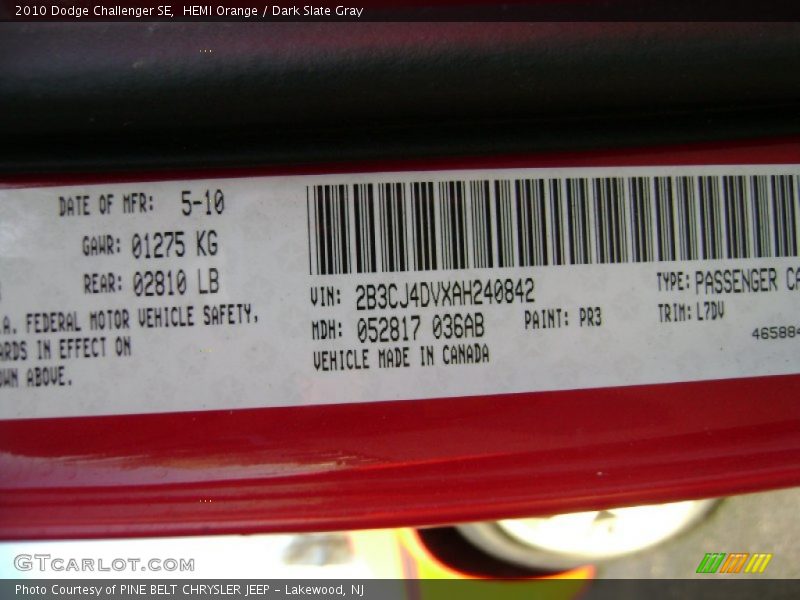 2010 Dodge Challenger SE,  HEMI Orange / Dark Slate Gray
DATE OF MFR: 5-10
GAWR: 01275 KG
REAR: 02810 LB
.A. FEDERAL MOTOR VEHICLE SAFETY.
ARDS IN EFFECT ON
OWN ABOVE.
VIN: 2B3CJ4DVXAH240842
MDH: 052817 036AB
VEHICLE MADE IN CANADA
PAINT: PR3
TYPE: PASSENGER CA
TRIM: L7DV
46588
GTCARLOT.COM
Photo Courtesy of PINE BELT CHRYSLER JEEP - Lakewood, NJ